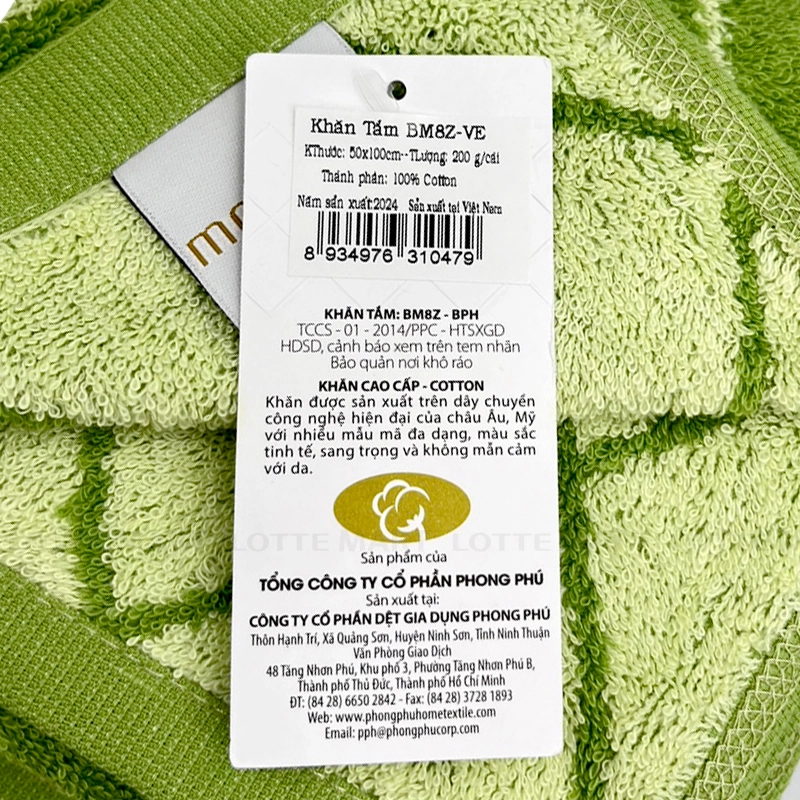 Khăn Tắm BM8Z-VE
KThước: 50x100cm--TLượng: 200 g/cái
Thành phần: 100% Cotton
Năm sản xuất:2024 Sản xuất tại Việt Nam
8 934976 310479
KHĂN TẮM: BM8Z - BPH
TCCS - 01 - 2014/PPC - HTSXGD
HDSD, cảnh báo xem trên tem nhãn
Bảo quản nơi khô ráo
KHĂN CAO CẤP - COTTON
Khăn được sản xuất trên dây chuyền
công nghệ hiện đại của châu Âu, Mỹ
với nhiều mẫu mã đa dạng, màu sắc
tinh tế, sang trọng và không mẫn cảm
với da.
LOTTE MART LOTTE
Sản phẩm của
TỔNG CÔNG TY CỔ PHẦN PHONG PHÚ
Sản xuất tại:
CÔNG TY CỔ PHẦN DỆT GIA DỤNG PHONG PHÚ
Thôn Hạnh Trí, Xã Quảng Sơn, Huyện Ninh Sơn, Tỉnh Ninh Thuận
Văn Phòng Giao Dịch
48 Tăng Nhơn Phú, Khu phố 3, Phường Tăng Nhơn Phú B,
Thành phố Thủ Đức, Thành phố Hồ Chí Minh
ĐT: (84 28) 6650 2842 - Fax: (84 28) 3728 1893
Web: www.phongphuhometextile.com
Email: pph@phongphucorp.com